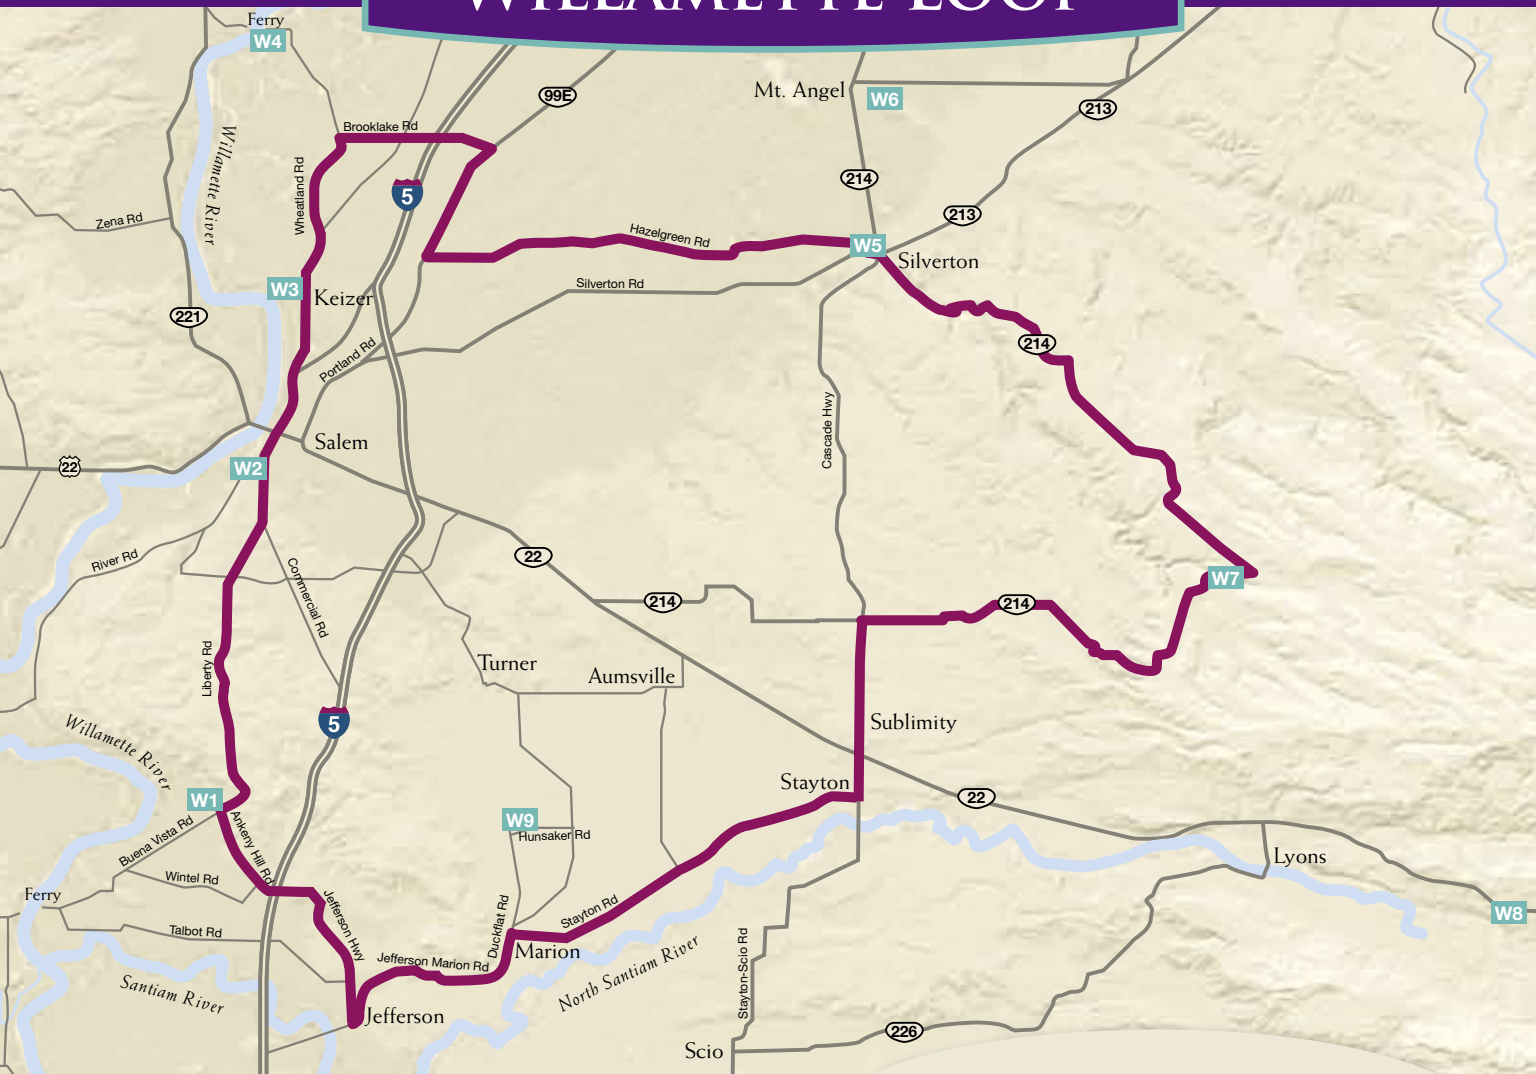 WILLAMETTE LOOP
Ferry
W4
99E
Mt. Angel
W6
213
Brooklake Rd
Willamette River
Wheatland Rd
5
214
213
Zena Rd
Hazelgreen Rd
W5
Silverton
W3
Keizer
Silverton Rd
221
214
Portland Rd
Cascade Hwy
Salem
22
W2
River Rd
22
Commercial Rd
214
214
W7
Liberty Rd
Turner
Aumsville
5
Sublimity
Willamette River
Stayton
22
W1
Ankeny Hill Rd
Buena Vista Rd
W9
Hunsaker Rd
Lyons
Wintel Rd
Ferry
Jefferson Hwy
Duckflat Rd
Stayton Rd
W8
Talbot Rd
Marion
Jefferson Marion Rd
North Santiam River
Stayton-Scio Rd
Santiam River
Jefferson
226
Scio